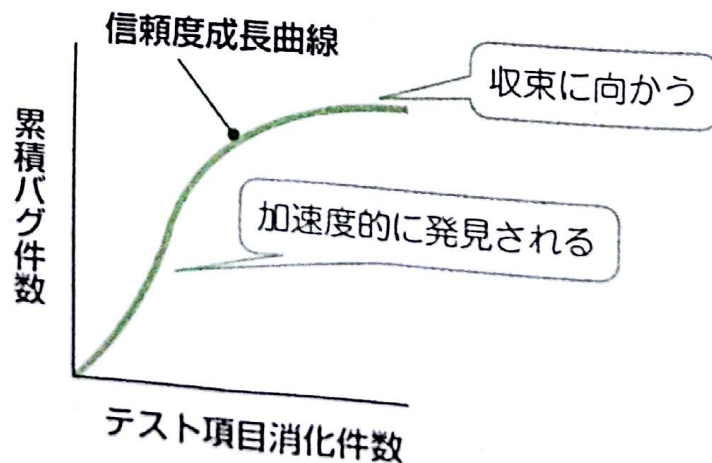 信頼度成長曲線
収束に向かう
累積バグ件数
加速度的に発見される
テスト項目消化件数